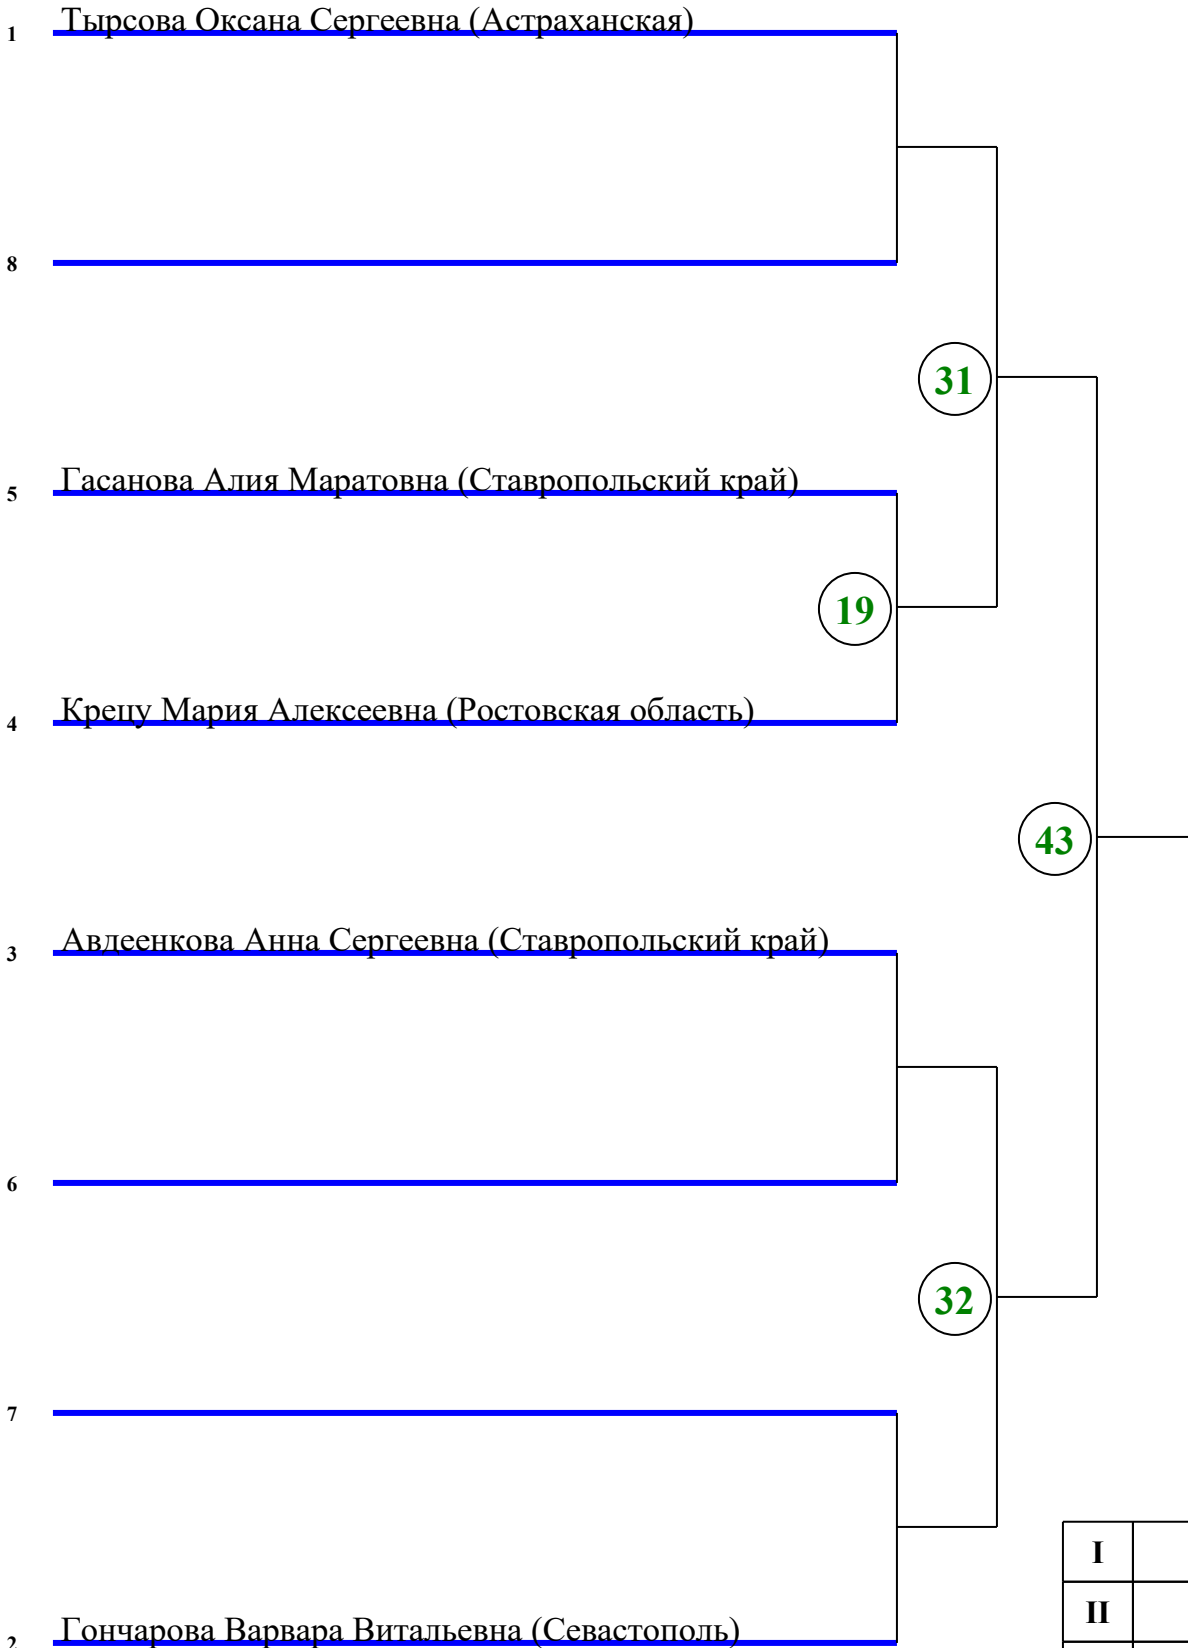 1 Тырсова Оксана Сергеевна (Астраханская)
8
31
5 Гасанова Алия Маратовна (Ставропольский край)
19
4 Крецу Мария Алексеевна (Ростовская область)
43
3 Авдеенкова Анна Сергеевна (Ставропольский край)
6
32
7
I
II
2 Гончарова Варвара Витальевна (Севастополь)